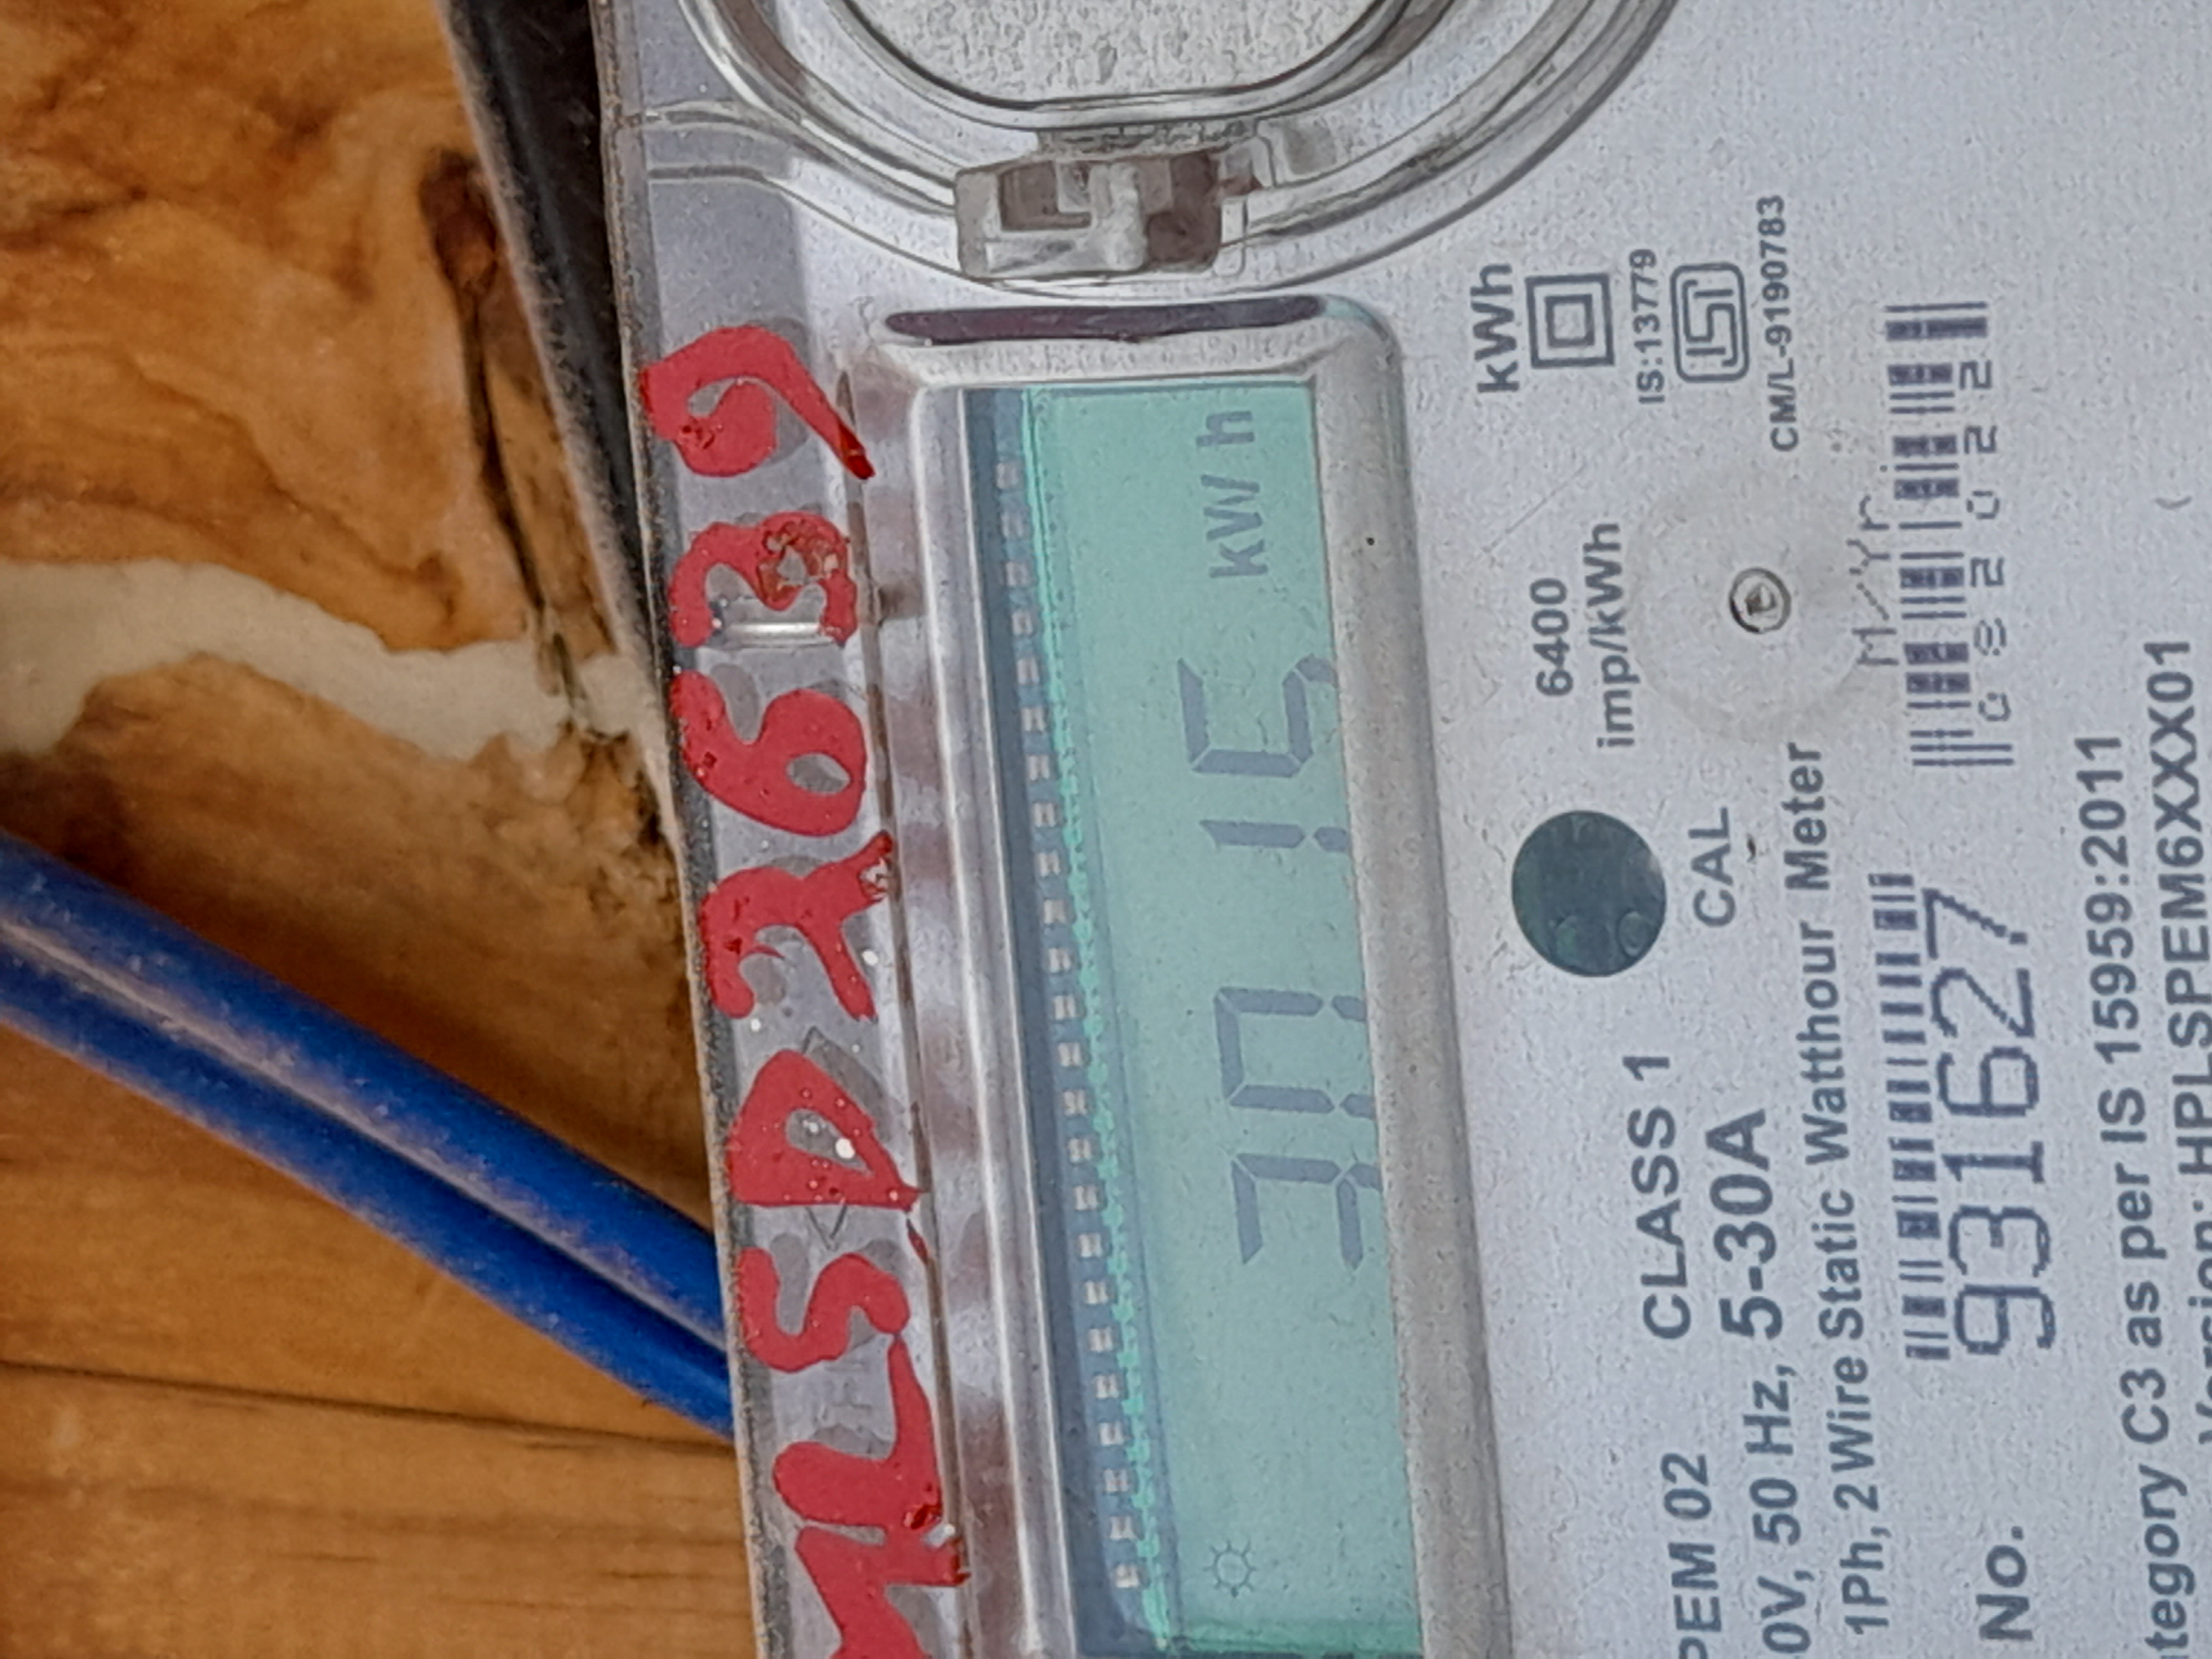 3015 kWh
kWh
6400
imp/kWh
IS:13779
CM/L-9190783
PEM 02 CLASS 1 CAL
0V, 50 Hz, 5-30A
1Ph, 2Wire Static Watthour Meter
M/Yr
No. 931627
tegory C3 as per IS 15959:2011
HPLSPEM6XXX01